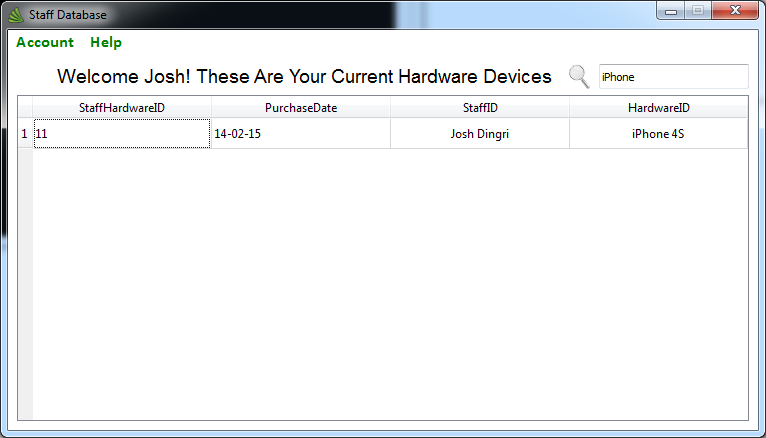 Staff Database
Account Help
Welcome Josh! These Are Your Current Hardware Devices iPhone
StaffHardwareID PurchaseDate StaffID HardwareID
1 11 14-02-15 Josh Dingri iPhone 4S